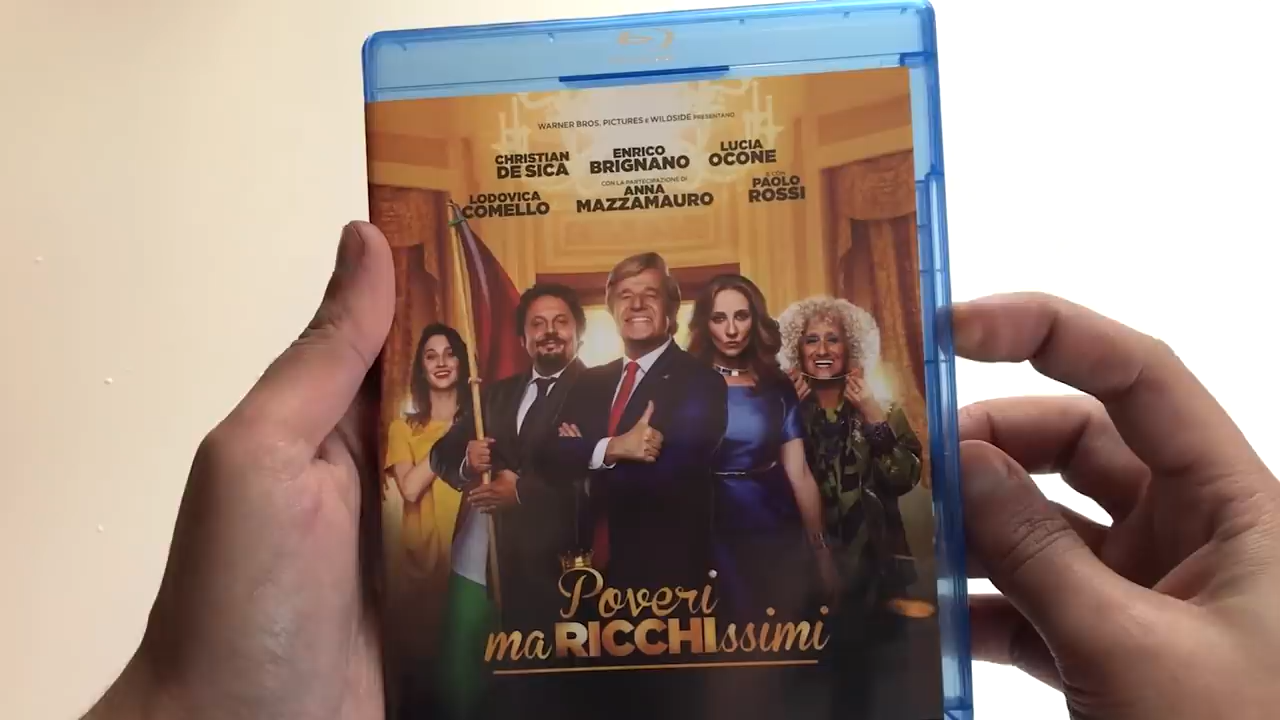 WARNER BROS. PICTURES e WILDSIDE PRESENTANO
CHRISTIAN
DE SICA
ENRICO
BRIGNANO
LUCIA
OCONE
LODOVICA
COMELLO
CON LA PARTECIPAZIONE DI
ANNA
MAZZAMAURO
E CON
PAOLO
ROSSI
Poveri
ma RICCHIssimi